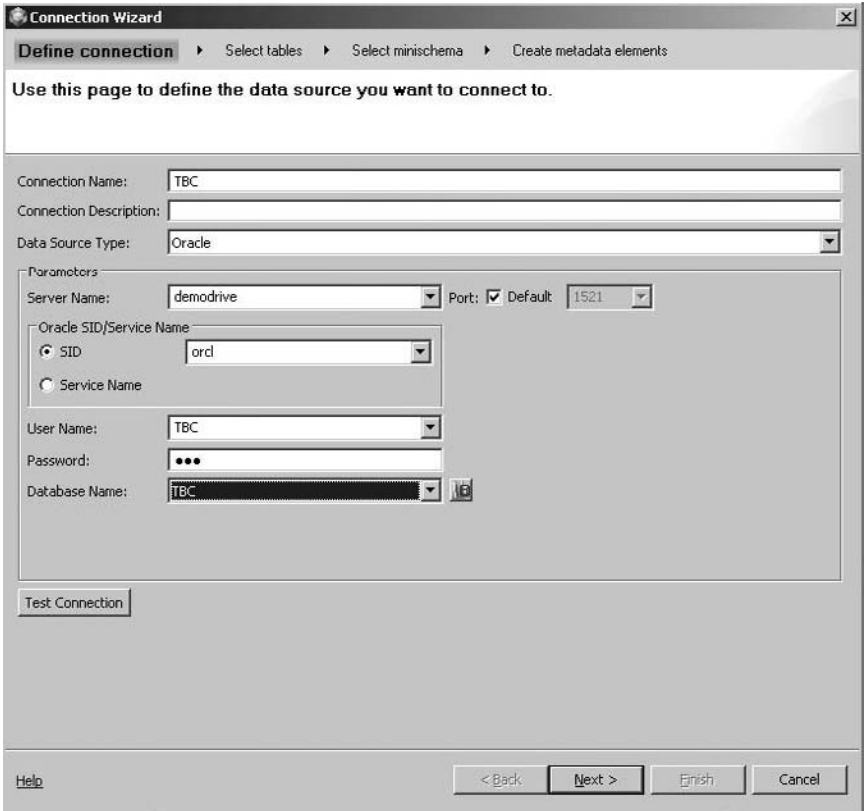 Connection Wizard
Define connection Select tables Select minischema Create metadata elements
Use this page to define the data source you want to connect to.
Connection Name: TBC
Connection Description:
Data Source Type: Oracle
Parameters
Server Name: demodrive Port: Default 1521
Oracle SID/Service Name
SID orcl
Service Name
User Name: TBC
Password: •••
Database Name: TBC
Test Connection
Help < Back Next > Finish Cancel